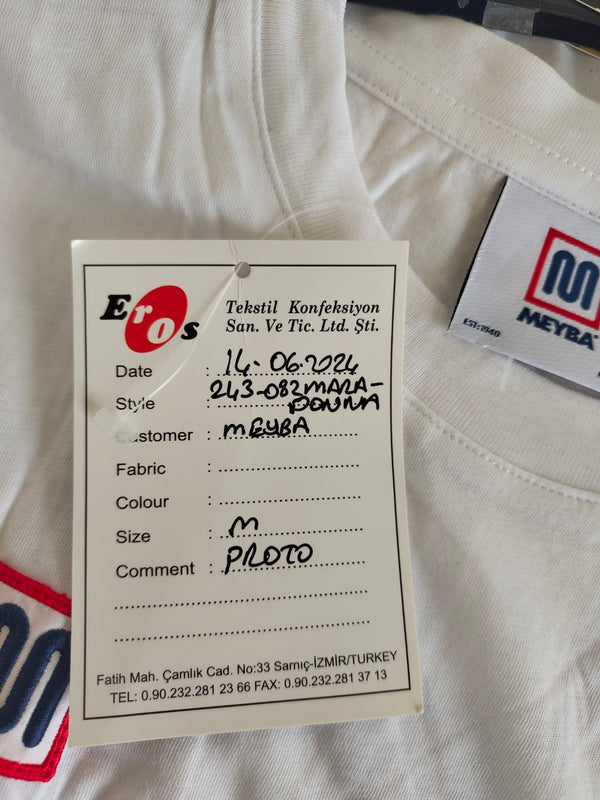 Eros
Tekstil Konfeksiyon
San. Ve Tic. Ltd. Şti.
Date : 14.06.2024
Style 243-082 MARA-
DONNA
Customer : MEYBA
Fabric :
Colour :
Size : M
Comment : PROTO
Fatih Mah. Çamlık Cad. No:33 Sarnıç-İZMİR/TURKEY
TEL: 0.90.232.281 23 66 FAX: 0.90.232.281 37 13
M
MEYBA
EST:1940